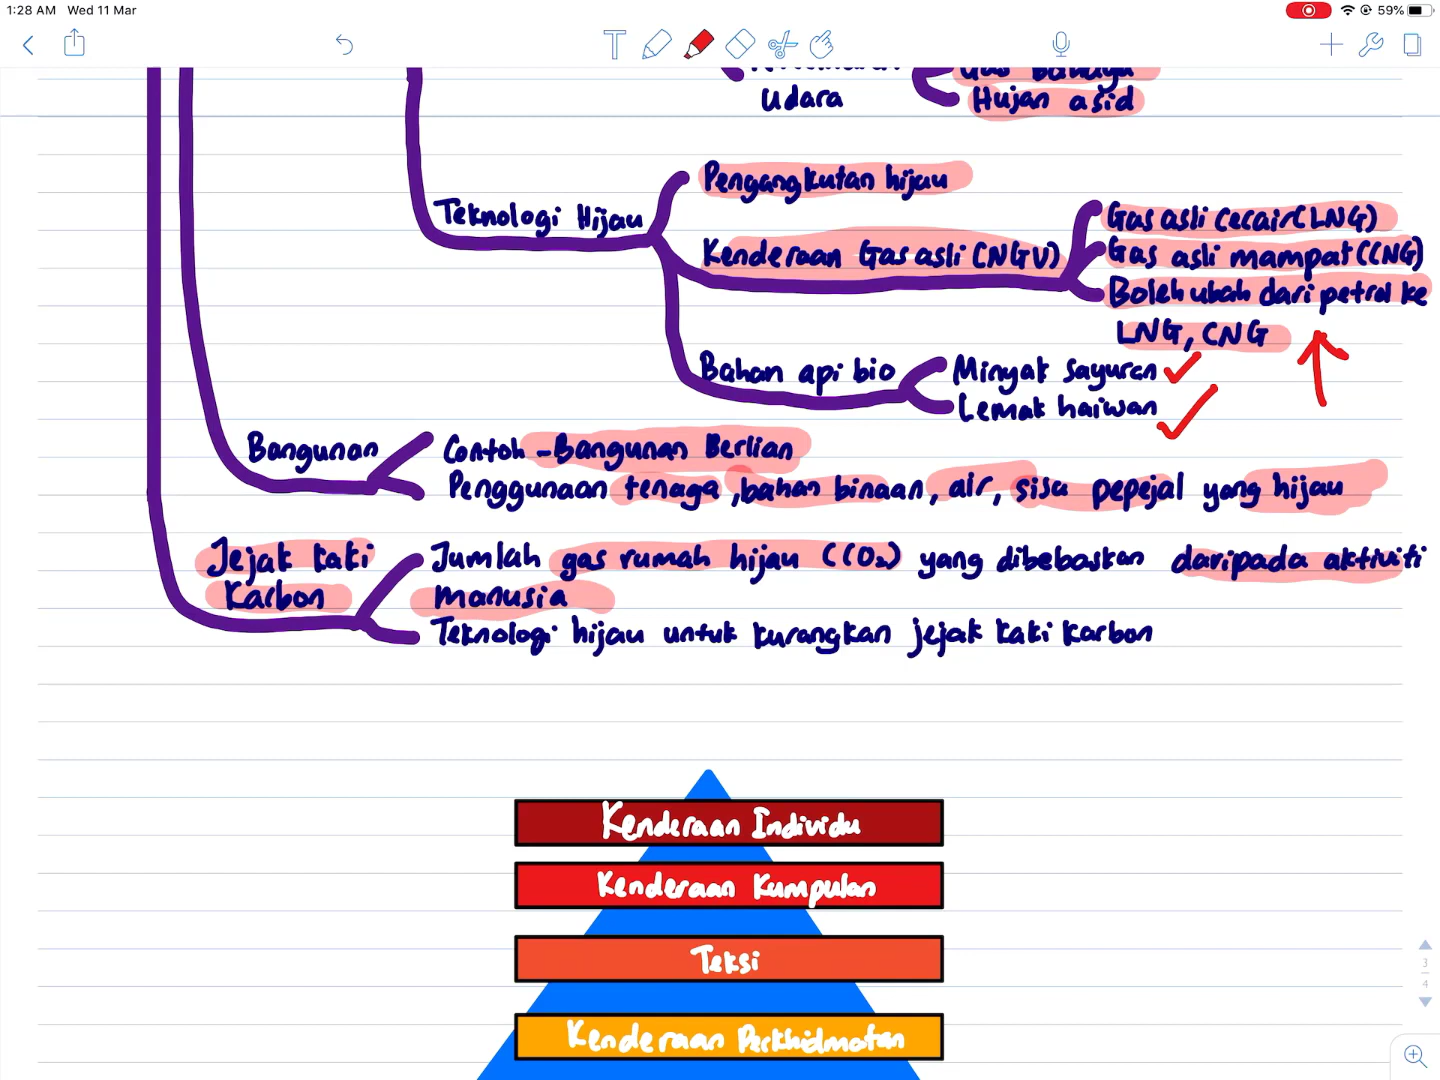 1:28 AM Wed 11 Mar
59%
T
Gas bahaya
udara
Hujan asid
Pengangkutan hijau
Teknologi Hijau
Gas asli cecair (LNG)
Kenderaan Gas asli (NGV)
Gas asli mampat (CNG)
Boleh ubah dari petrol ke
LNG, CNG
Bahan api bio
Minyak sayuran
Lemak haiwan
Bangunan
Contoh - Bangunan Berlian
Penggunaan tenaga, bahan binaan, air, sisa pepejal yang hijau
Jejak kaki
Karbon
Jumlah gas rumah hijau (CO₂) yang dibebaskan daripada aktiviti
manusia
Teknologi hijau untuk kurangkan jejak kaki karbon
Kenderaan Individu
Kenderaan Kumpulan
Teksi
Kenderaan Perkhidmatan
3
4